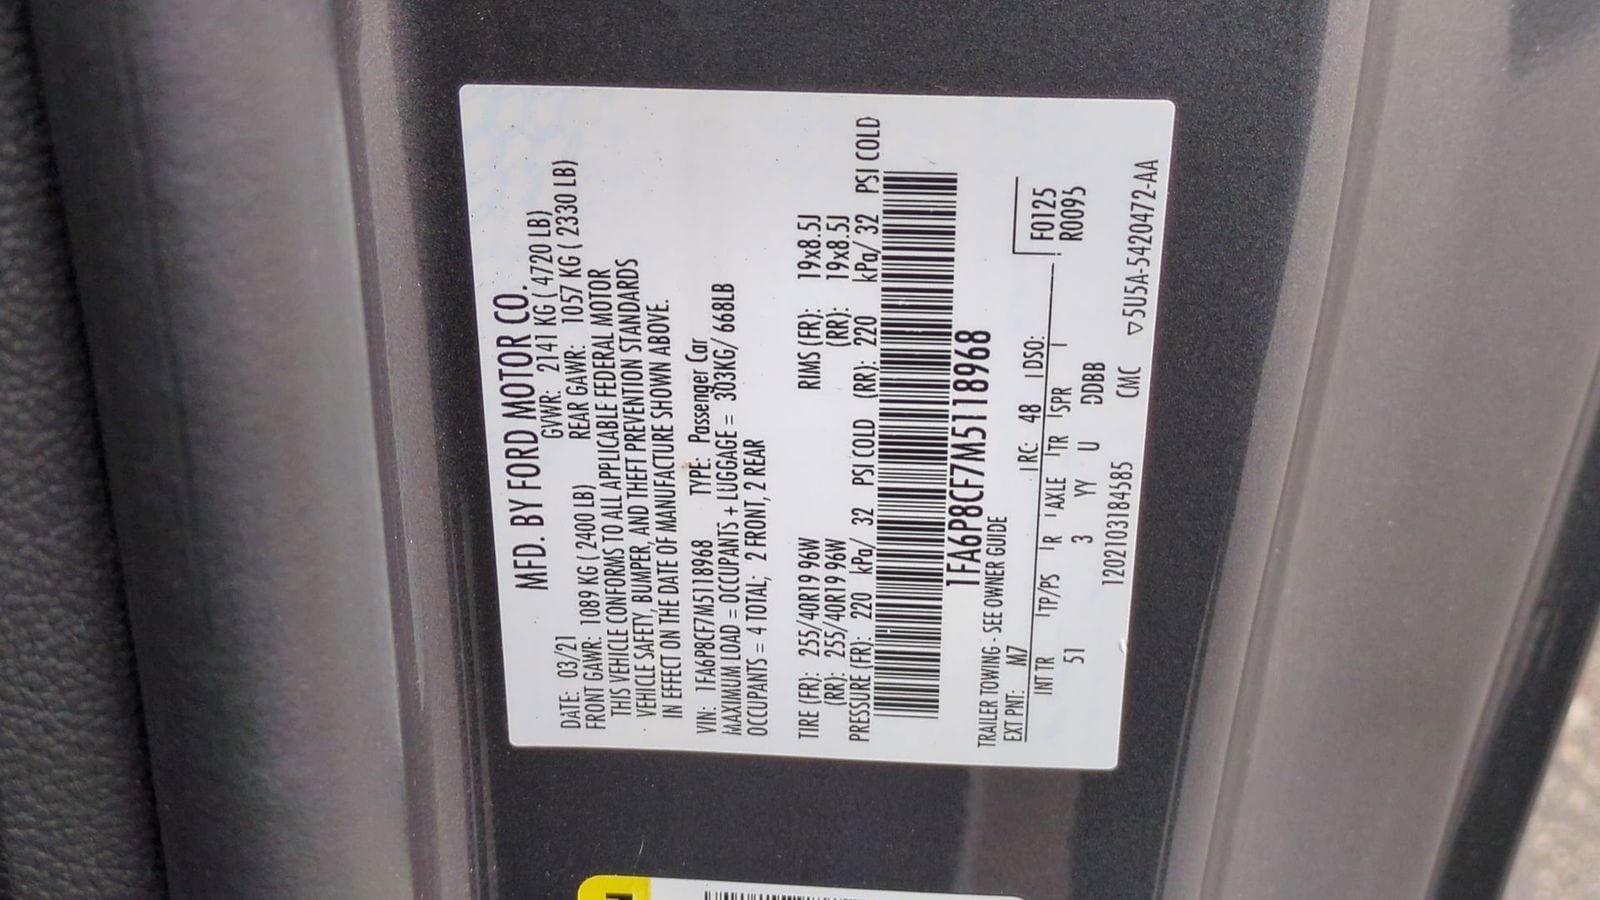 MFD. BY FORD MOTOR CO.
DATE: 03/21 GVWR: 2141 KG ( 4720 LB)
FRONT GAWR: 1089 KG ( 2400 LB) REAR GAWR: 1057 KG ( 2330 LB)
THIS VEHICLE CONFORMS TO ALL APPLICABLE FEDERAL MOTOR
VEHICLE SAFETY, BUMPER, AND THEFT PREVENTION STANDARDS
IN EFFECT ON THE DATE OF MANUFACTURE SHOWN ABOVE.
VIN: 1FA6P8CF7M5118968 TYPE: Passenger Car
MAXIMUM LOAD = OCCUPANTS + LUGGAGE = 303KG/ 668LB
OCCUPANTS = 4 TOTAL; 2 FRONT, 2 REAR
TIRE (FR): 255/40R19 96W RIMS (FR): 19x8.5J
(RR): 255/40R19 96W (RR): 19x8.5J
PRESSURE (FR): 220 kPa/ 32 PSI COLD (RR): 220 kPa/ 32 PSI COLD
1FA6P8CF7M5118968
TRAILER TOWING - SEE OWNER GUIDE
EXT PNT: M7 RC: 48 DSO: F0125
INT TR TP/PS R AXLE TR SPR R0095
51 3 YY U DDBB
1202103184585 CMC ▽5U5A-5420472-AA